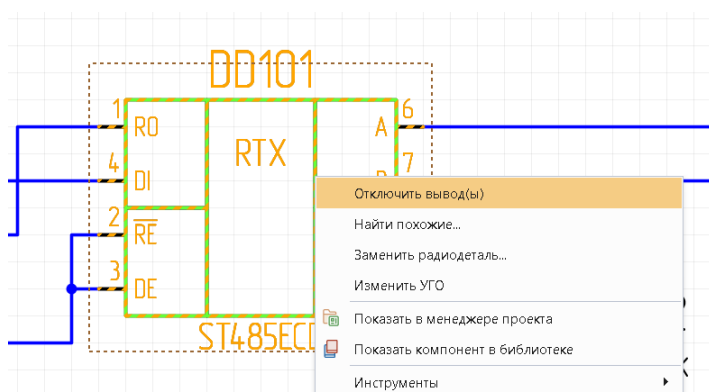 DD101
1 RO RTX A 6
4 DI 7
2 RE
3 DE
ST485EC
Отключить вывод(ы)
Найти похожие...
Заменить радиодеталь...
Изменить УГО
Показать в менеджере проекта
Показать компонент в библиотеке
Инструменты